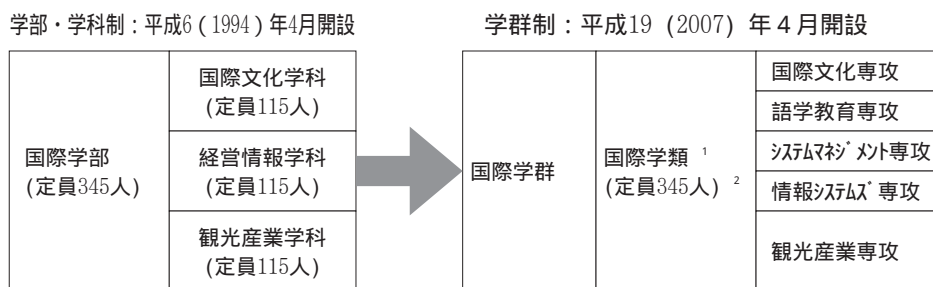 学部・学科制：平成6（1994）年4月開設
国際学部
(定員345人)
国際文化学科
(定員115人)
経営情報学科
(定員115人)
観光産業学科
(定員115人)
学群制：平成19（2007）年４月開設
国際学群
国際学類 1
(定員345人) 2
国際文化専攻
語学教育専攻
ｼｽﾃﾑﾏﾈｼﾞﾒﾝﾄ専攻
情報ｼｽﾃﾑｽﾞ専攻
観光産業専攻